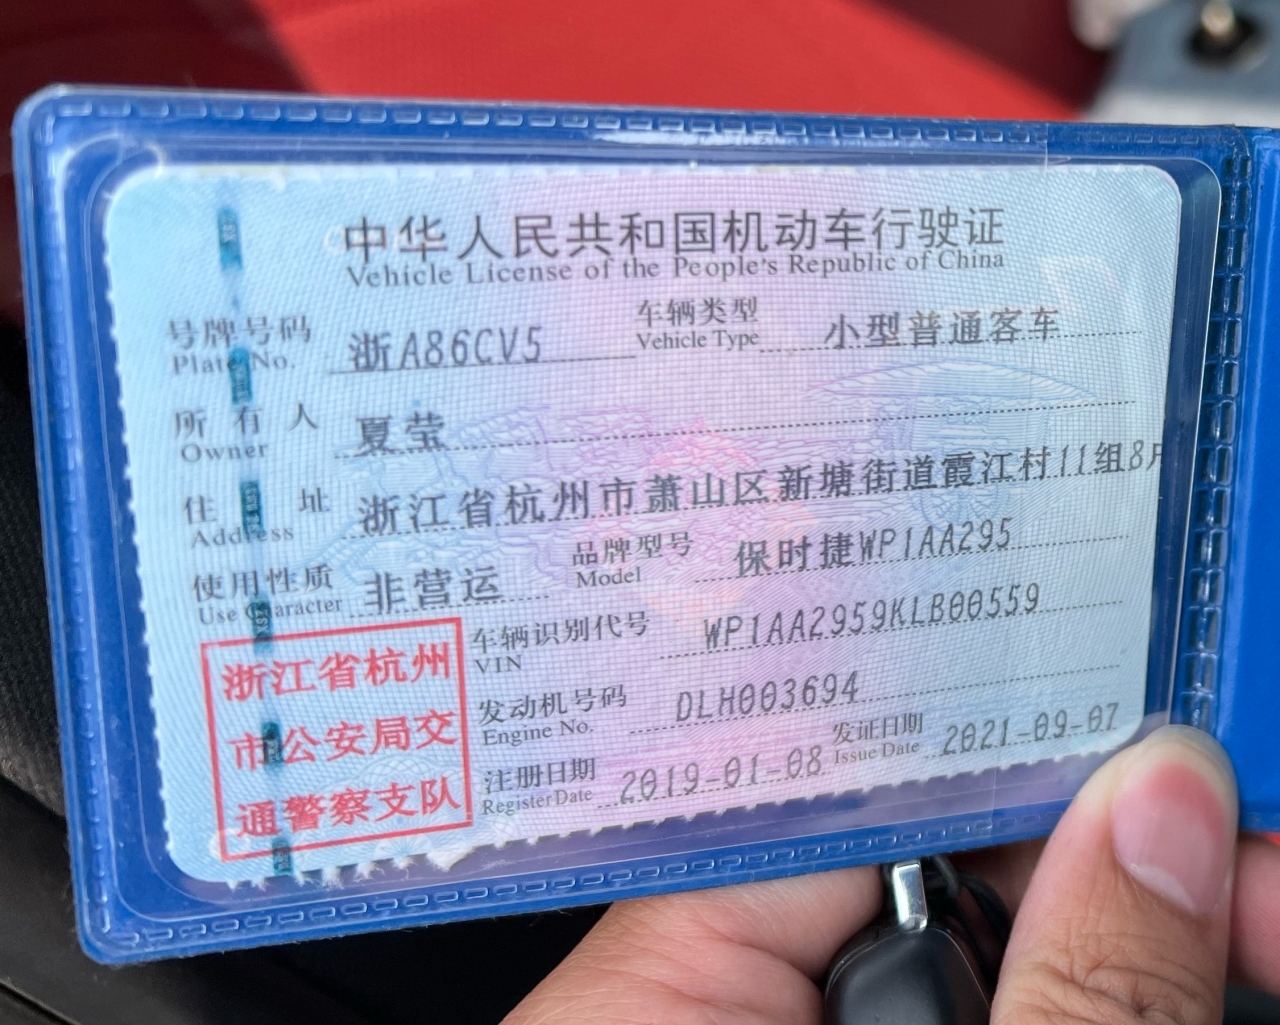 中华人民共和国机动车行驶证
Vehicle License of the People's Republic of China
号牌号码 浙A86CV5 车辆类型 小型普通客车
Plate No. Vehicle Type
所有人 夏莹
Owner
住址 浙江省杭州市萧山区新塘街道霞江村11组8户
Address
使用性质 非营运 品牌型号 保时捷WP1AA295
Use Character Model
车辆识别代号 WP1AA2959KLB00559
VIN
发动机号码 DLH003694
Engine No.
注册日期 2019-01-08 发证日期 2021-09-07
Register Date Issue Date
浙江省杭州
市公安局交
通警察支队